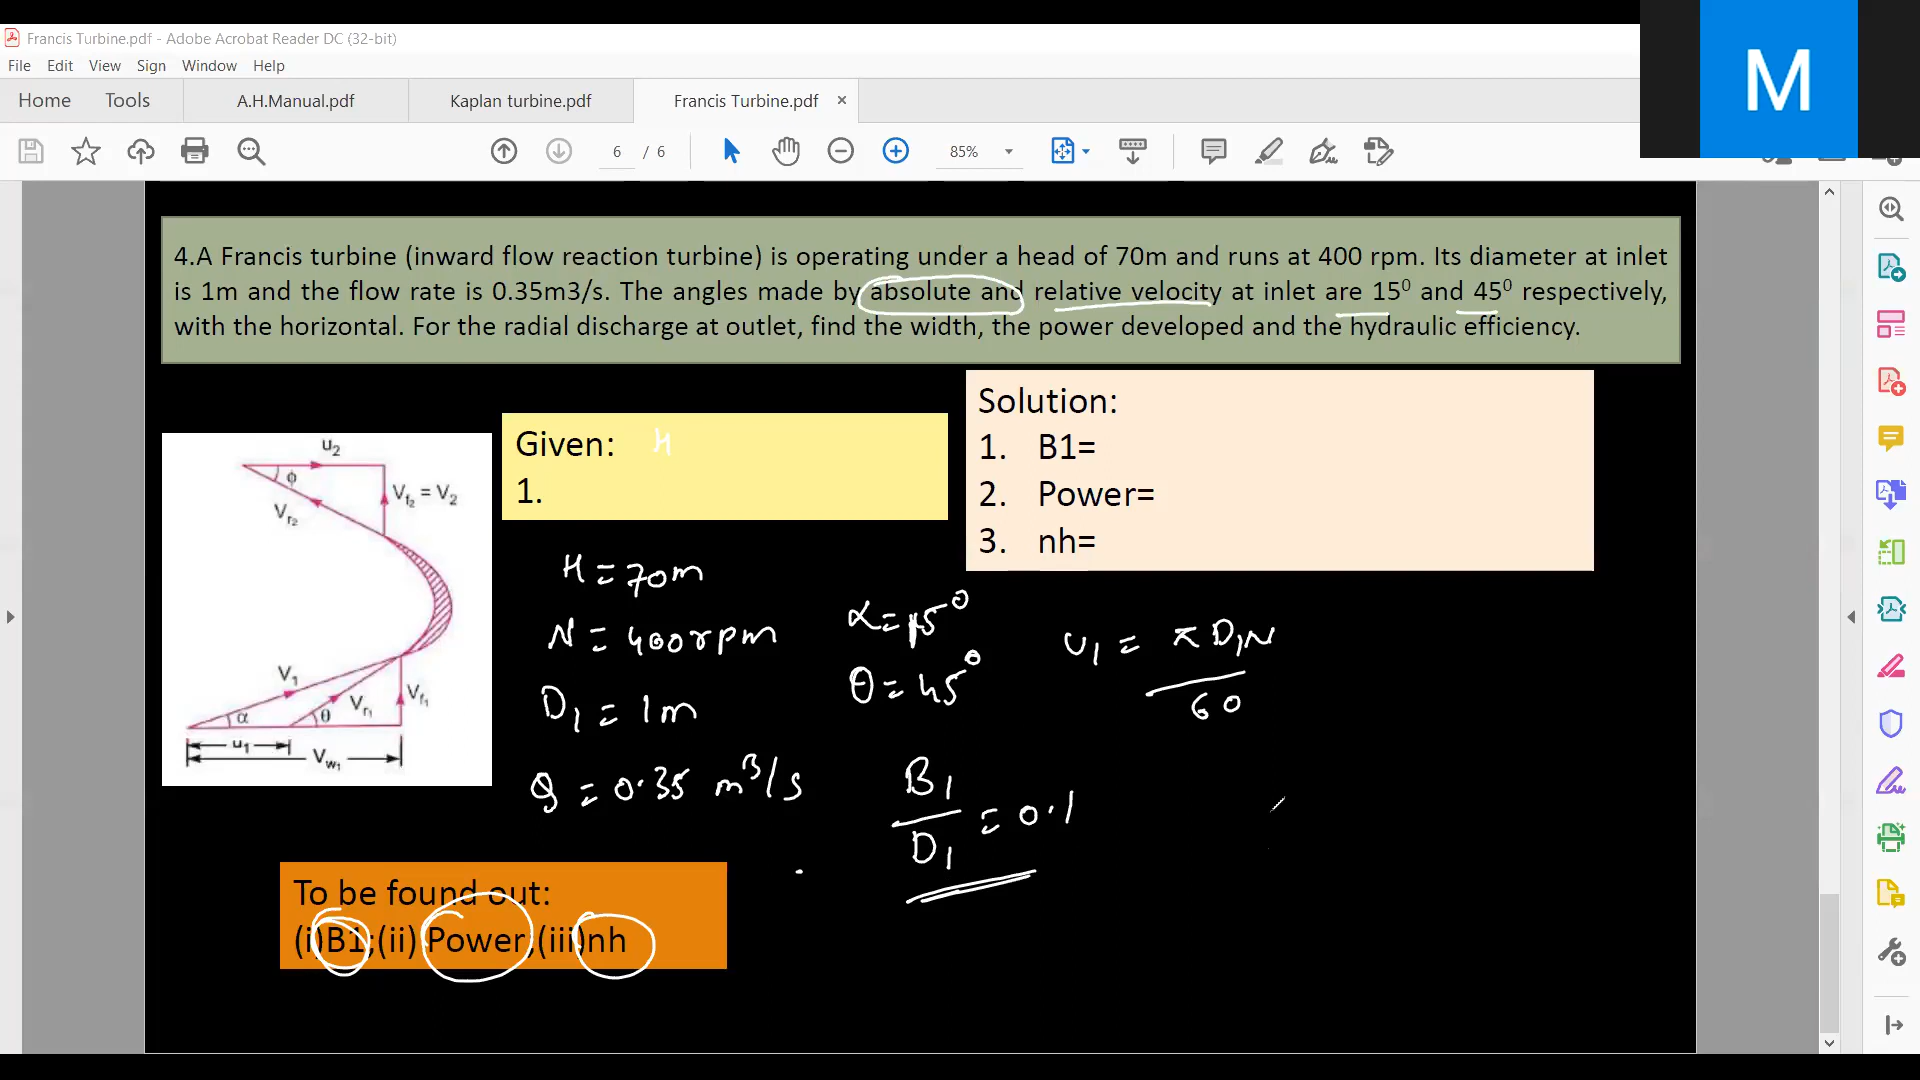 Francis Turbine.pdf - Adobe Acrobat Reader DC (32-bit)
File Edit View Sign Window Help
Home Tools A.H.Manual.pdf Kaplan turbine.pdf Francis Turbine.pdf ×
6 / 6 85%
M
4.A Francis turbine (inward flow reaction turbine) is operating under a head of 70m and runs at 400 rpm. Its diameter at inlet
is 1m and the flow rate is 0.35m3/s. The angles made by absolute and relative velocity at inlet are 15⁰ and 45⁰ respectively,
with the horizontal. For the radial discharge at outlet, find the width, the power developed and the hydraulic efficiency.
u₂
ϕ
V_f₂ = V₂
V_r₂
V₁
V_r₁
V_f₁
α
θ
u₁
V_w₁
Given: H
1.
Solution:
1. B1=
2. Power=
3. nh=
H = 70m
N = 400rpm
D₁ = 1m
Q = 0.35 m³/s
α = 15°
θ = 45°
B₁
D₁ = 0.1
u₁ = π D₁N
60
To be found out:
(i)B1;(ii) Power;(iii)nh